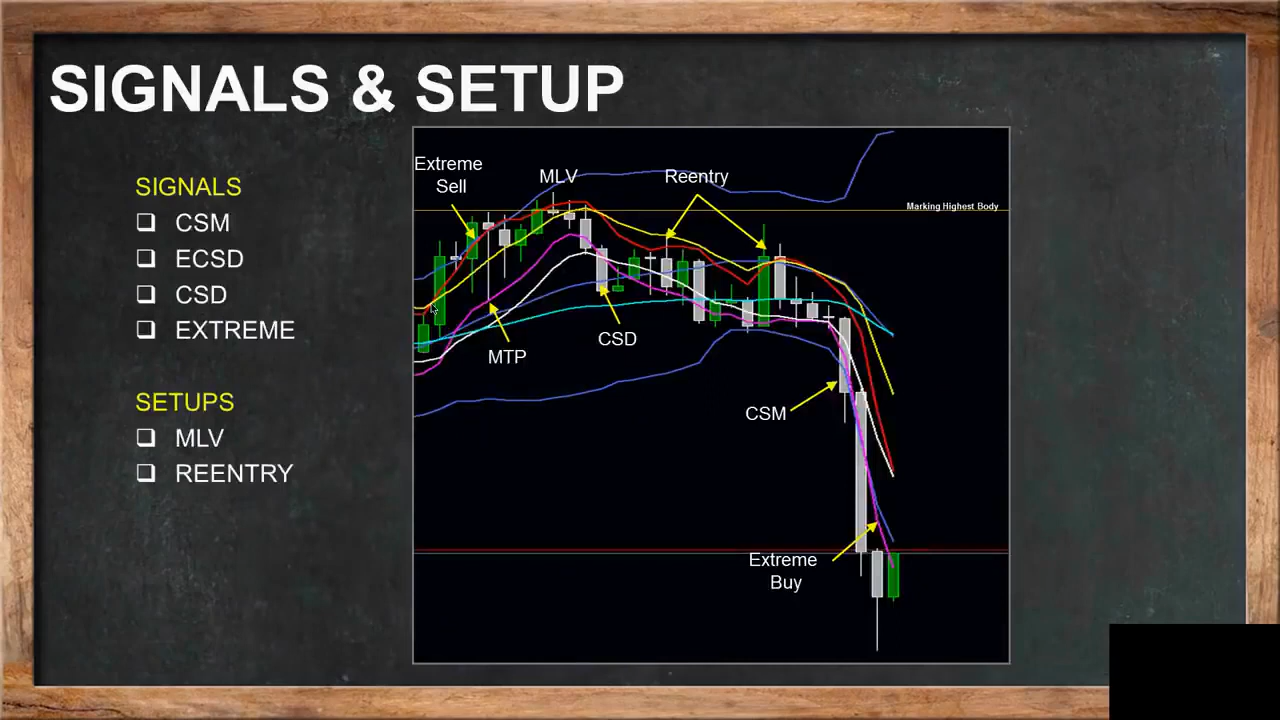 SIGNALS & SETUP
SIGNALS
CSM
ECSD
CSD
EXTREME
SETUPS
MLV
REENTRY
Extreme
Sell
MLV
Reentry
Marking Highest Body
MTP
CSD
CSM
Extreme
Buy